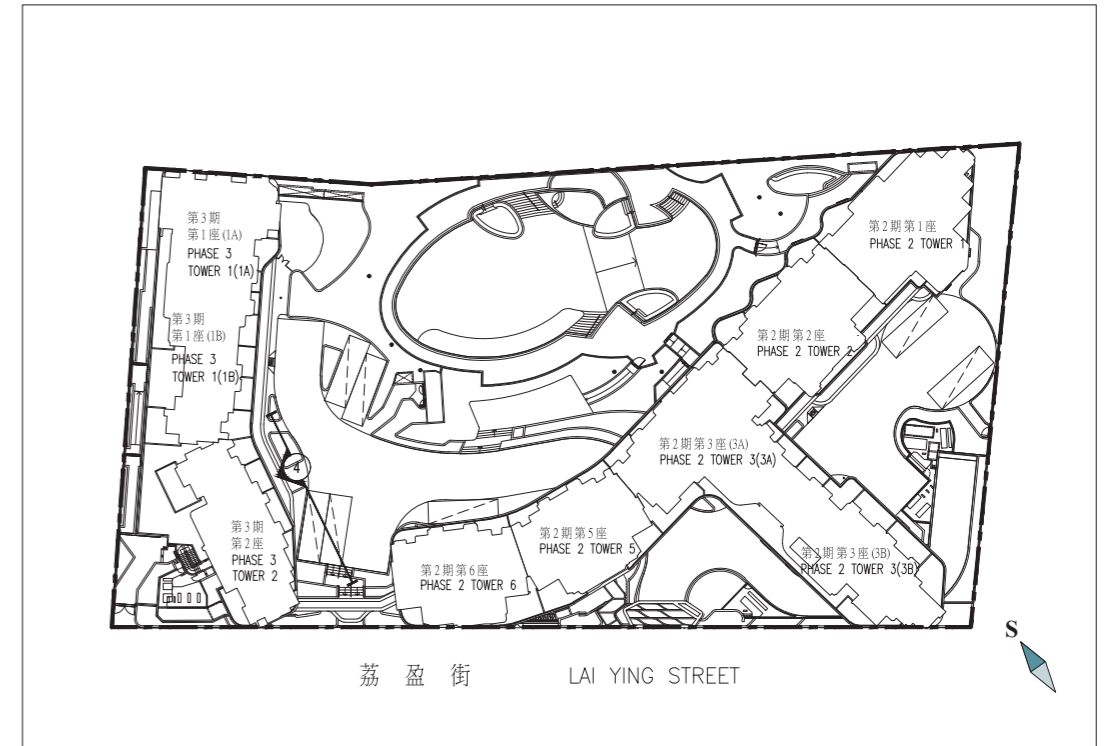 第3期
第1座(1A)
PHASE 3
TOWER 1(1A)
第3期
第1座(1B)
PHASE 3
TOWER 1(1B)
第3期
第2座
PHASE 3
TOWER 2
4
第2期第1座
PHASE 2 TOWER 1
第2期第2座
PHASE 2 TOWER 2
第2期第3座(3A)
PHASE 2 TOWER 3(3A)
第2期第5座
PHASE 2 TOWER 5
第2期第6座
PHASE 2 TOWER 6
第2期第3座(3B)
PHASE 2 TOWER 3(3B)
S
荔盈街 LAI YING STREET